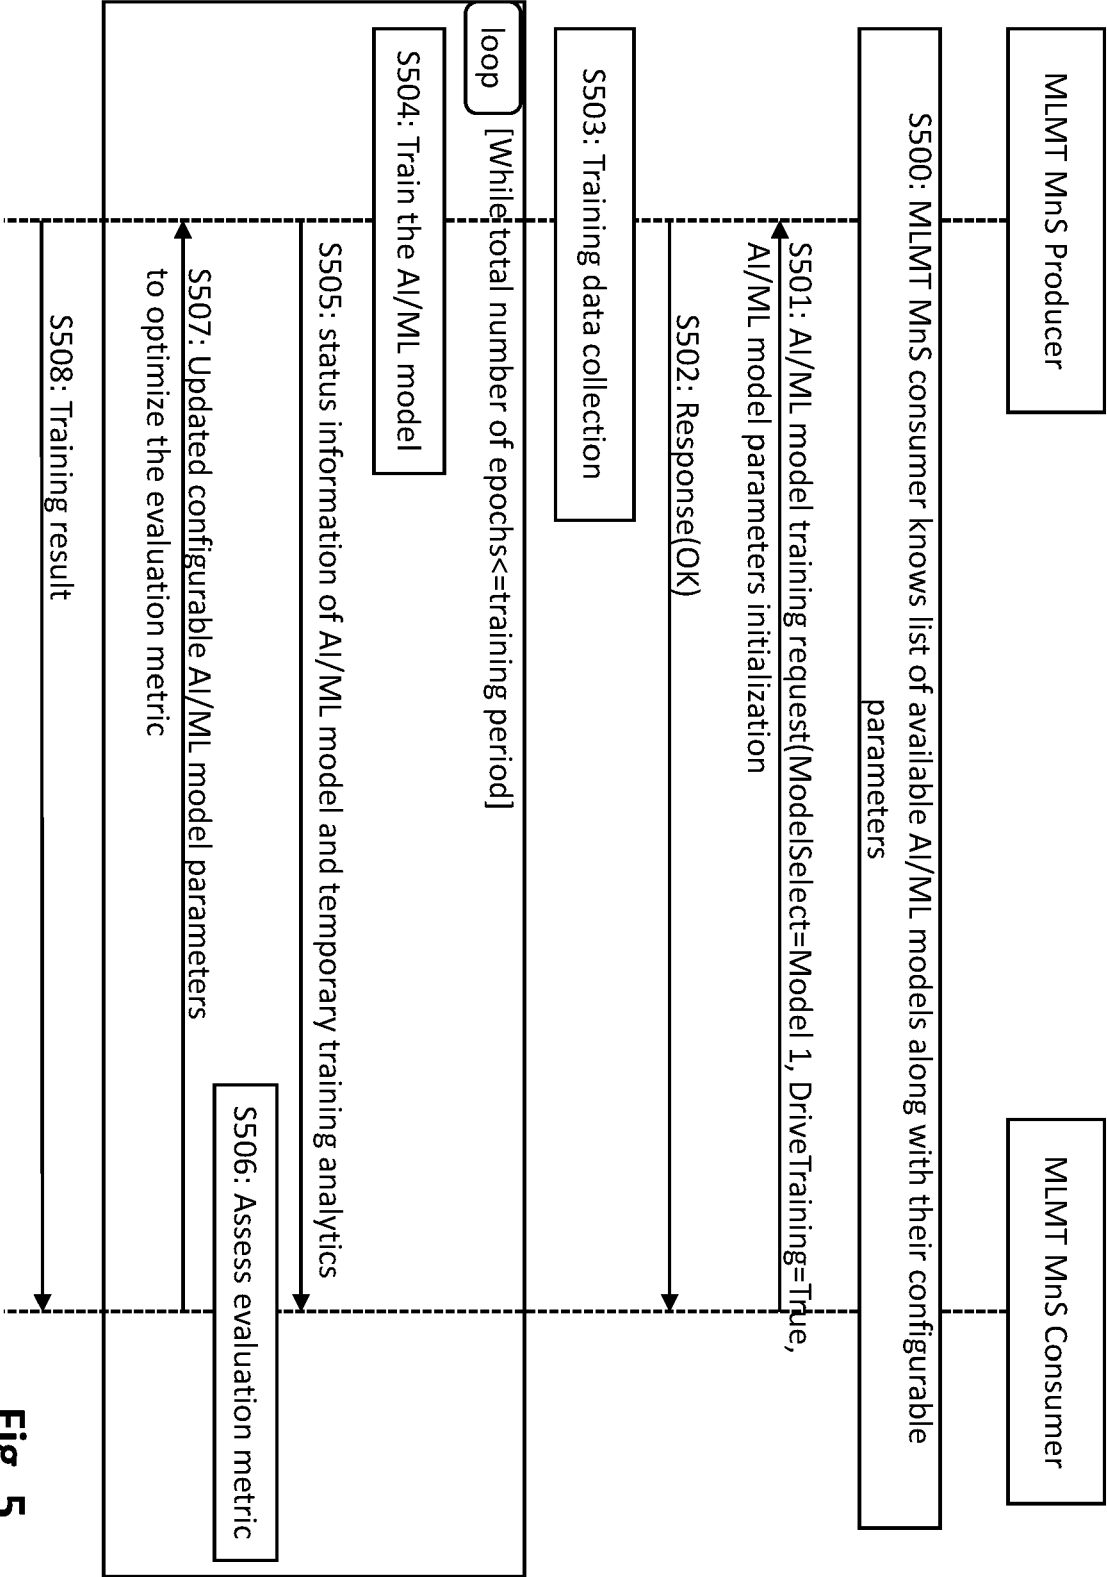 MLMT MnS Producer
MLMT MnS Consumer
S500: MLMT MnS consumer knows list of available AI/ML models along with their configurable
parameters
S501: AI/ML model training request(ModelSelect=Model 1, DriveTraining=True,
AI/ML model parameters initialization
S502: Response(OK)
S503: Training data collection
loop
[While total number of epochs<=training period]
S504: Train the AI/ML model
S505: status information of AI/ML model and temporary training analytics
S506: Assess evaluation metric
S507: Updated configurable AI/ML model parameters
to optimize the evaluation metric
S508: Training result
Fig. 5